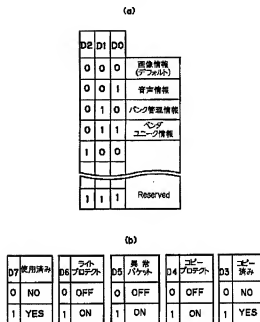 (a)
D2 D1 D0
0 0 0 画像情報
(デフォルト)
0 0 1 音声情報
0 1 0 バンク管理情報
0 1 1 ベンダ
ユニーク情報
1 0 0
1 1 1 Reserved
(b)
D7 使用済み D6 ライト
プロテクト D5 異常
パケット D4 コピー
プロテクト D3 コピー
済み
0 NO 0 OFF 0 OFF 0 OFF 0 NO
1 YES 1 ON 1 ON 1 ON 1 YES